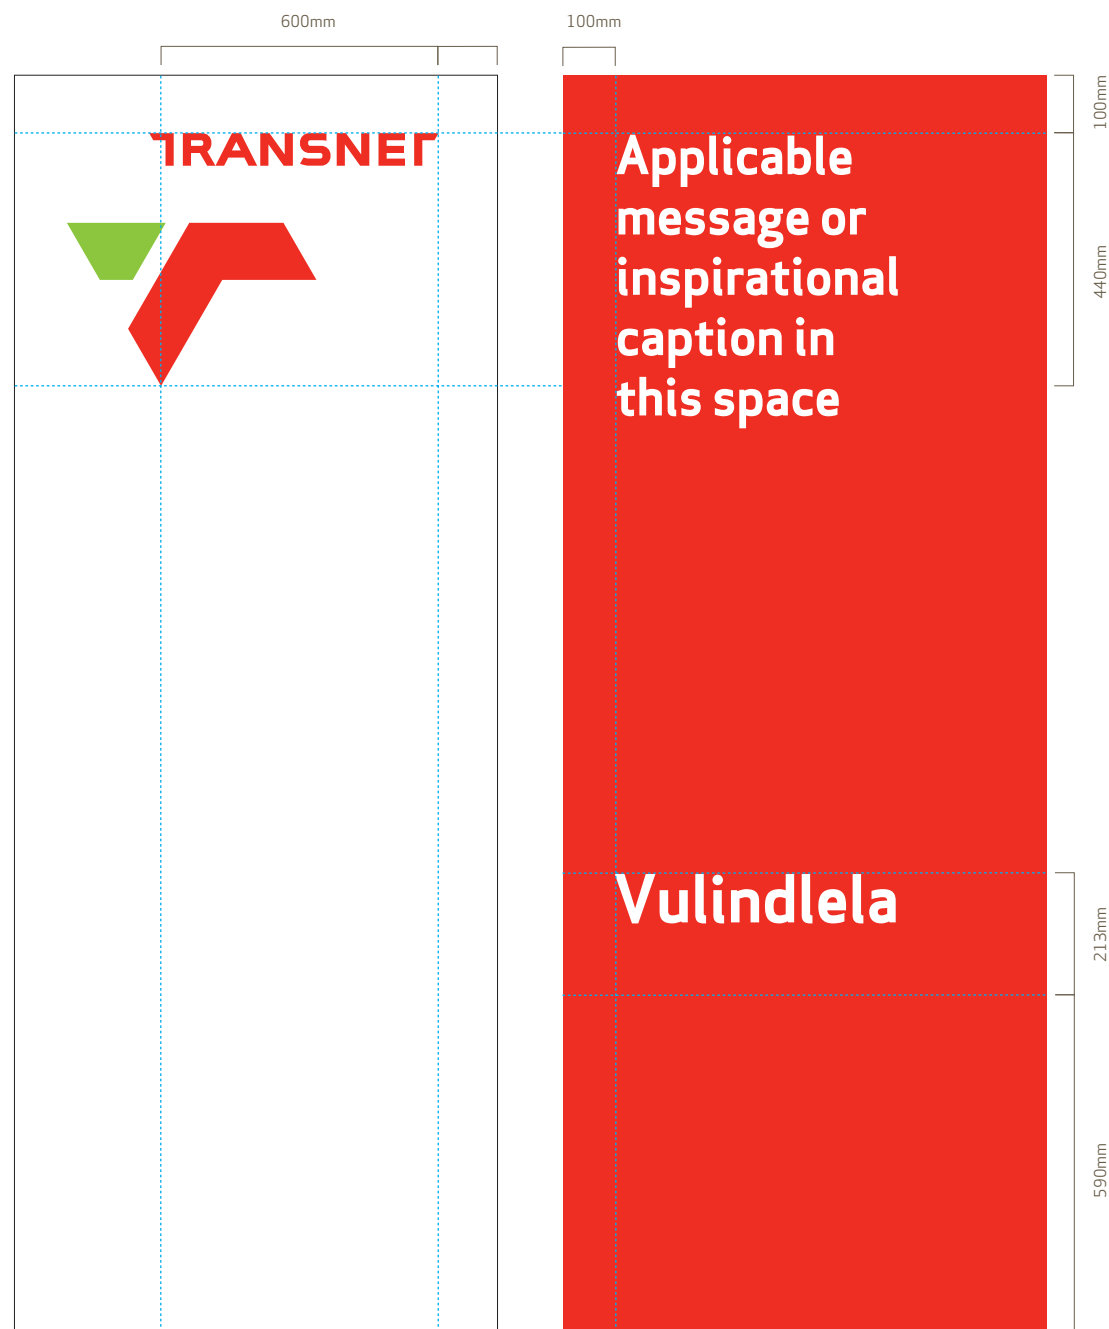 600mm
100mm
TRANSNET
Applicable
message or
inspirational
caption in
this space
Vulindlela
100mm
440mm
213mm
590mm